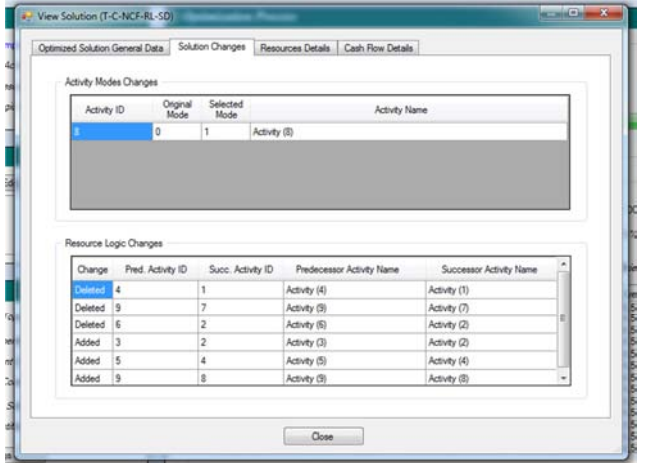 View Solution (T-C-NCF-RL-SD)
Optimized Solution General Data Solution Changes Resources Details Cash Flow Details
Activity Modes Changes
Activity ID Original Mode Selected Mode Activity Name
8 0 1 Activity (8)
Resource Logic Changes
Change Pred. Activity ID Succ. Activity ID Predecessor Activity Name Successor Activity Name
Deleted 4 1 Activity (4) Activity (1)
Deleted 9 7 Activity (9) Activity (7)
Deleted 6 2 Activity (6) Activity (2)
Added 3 2 Activity (3) Activity (2)
Added 5 4 Activity (5) Activity (4)
Added 9 8 Activity (9) Activity (8)
Close